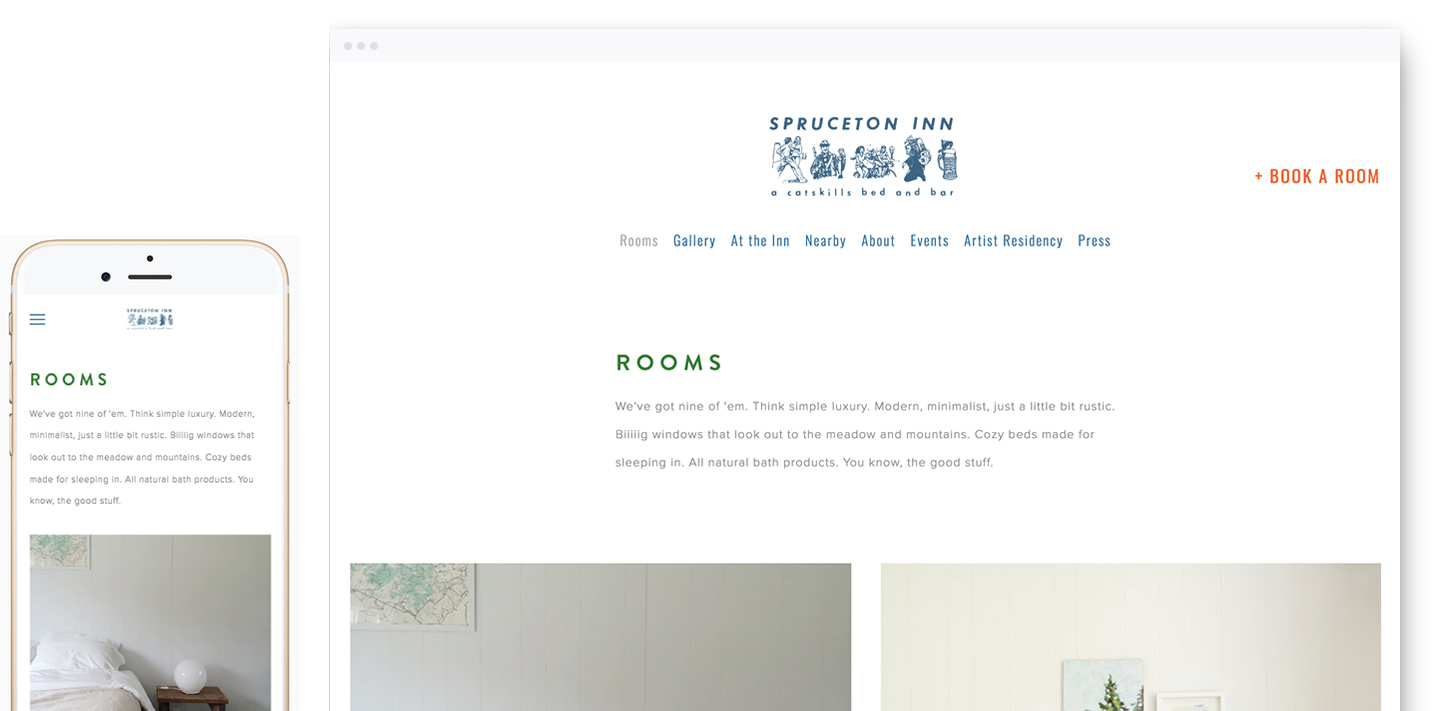 SPRUCETON INN
a catskills bed and bar
+ BOOK A ROOM
Rooms Gallery At the Inn Nearby About Events Artist Residency Press
ROOMS
We've got nine of 'em. Think simple luxury. Modern, minimalist, just a little bit rustic.
Biiiiig windows that look out to the meadow and mountains. Cozy beds made for
sleeping in. All natural bath products. You know, the good stuff.
SPRUCETON INN
ROOMS
We've got nine of 'em. Think simple luxury. Modern,
minimalist, just a little bit rustic. Biiiiig windows that
look out to the meadow and mountains. Cozy beds
made for sleeping in. All natural bath products. You
know, the good stuff.